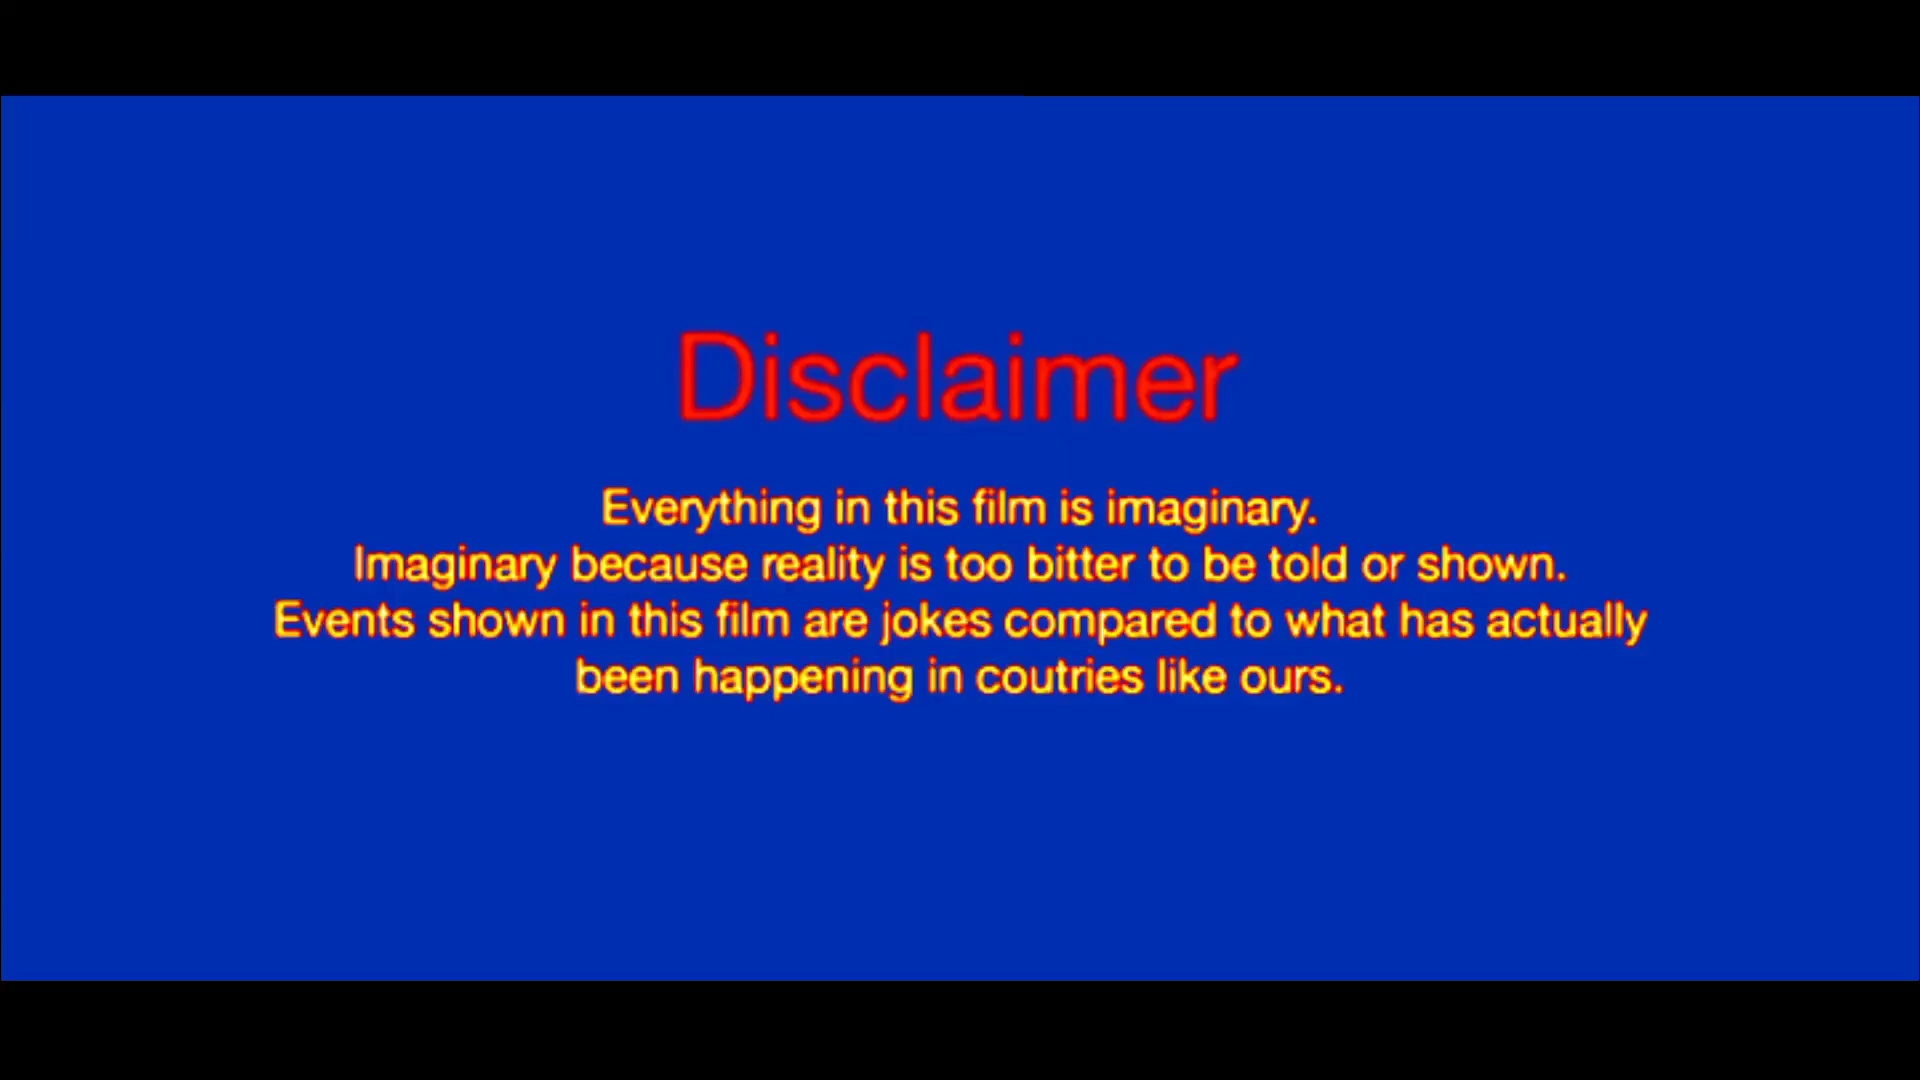 Disclaimer
Everything in this film is imaginary.
Imaginary because reality is too bitter to be told or shown.
Events shown in this film are jokes compared to what has actually
been happening in coutries like ours.